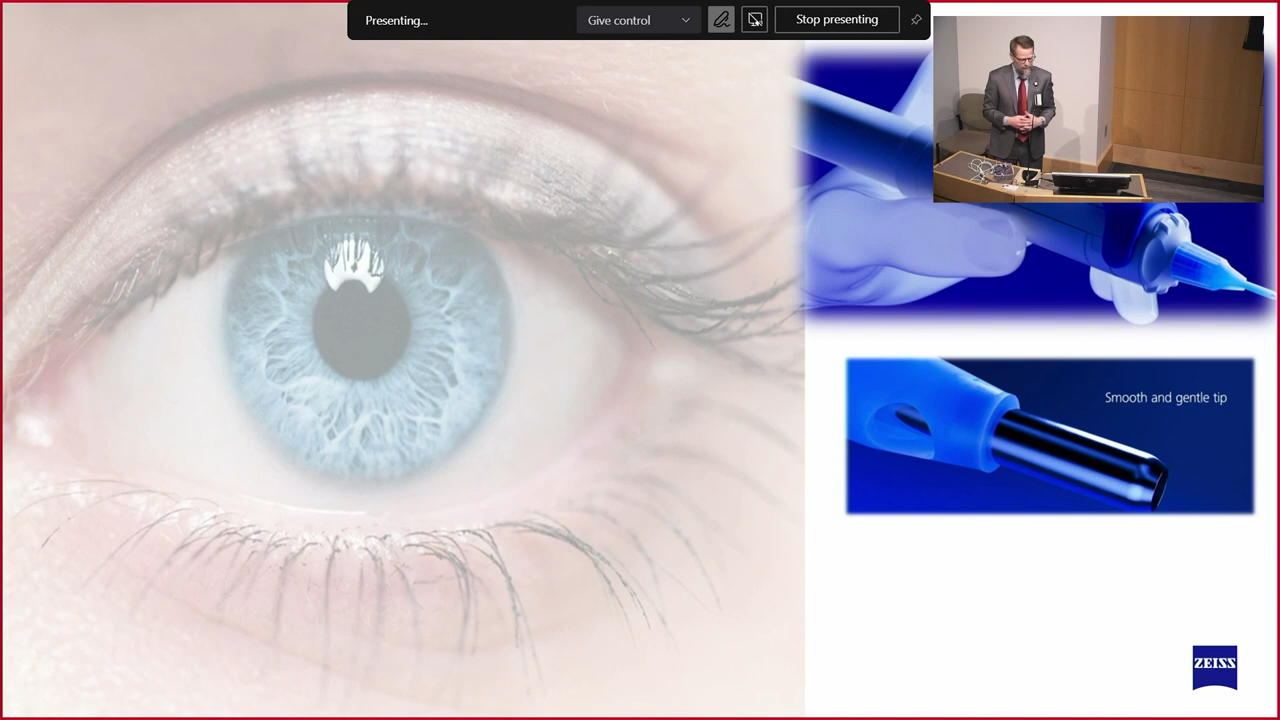 Presenting...
Give control
Stop presenting
Smooth and gentle tip
ZEISS